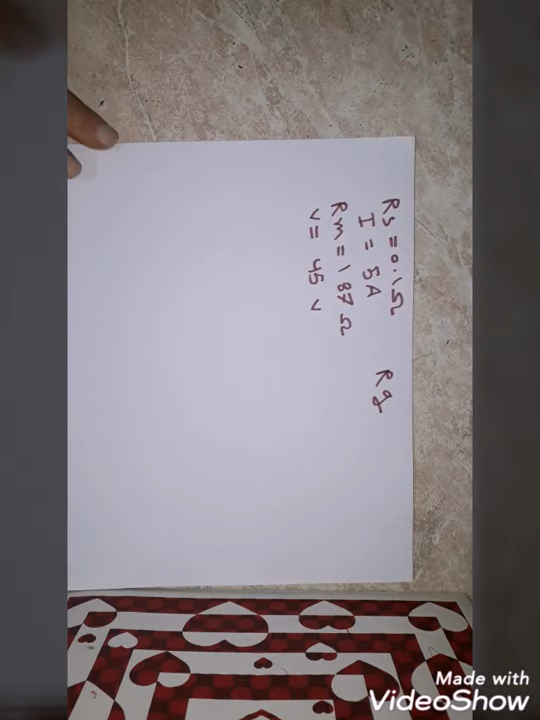 Rs = 0.1Ω
I = 5A
Rm = 187 Ω
V = 45 V
Rg
Made with
VideoShow